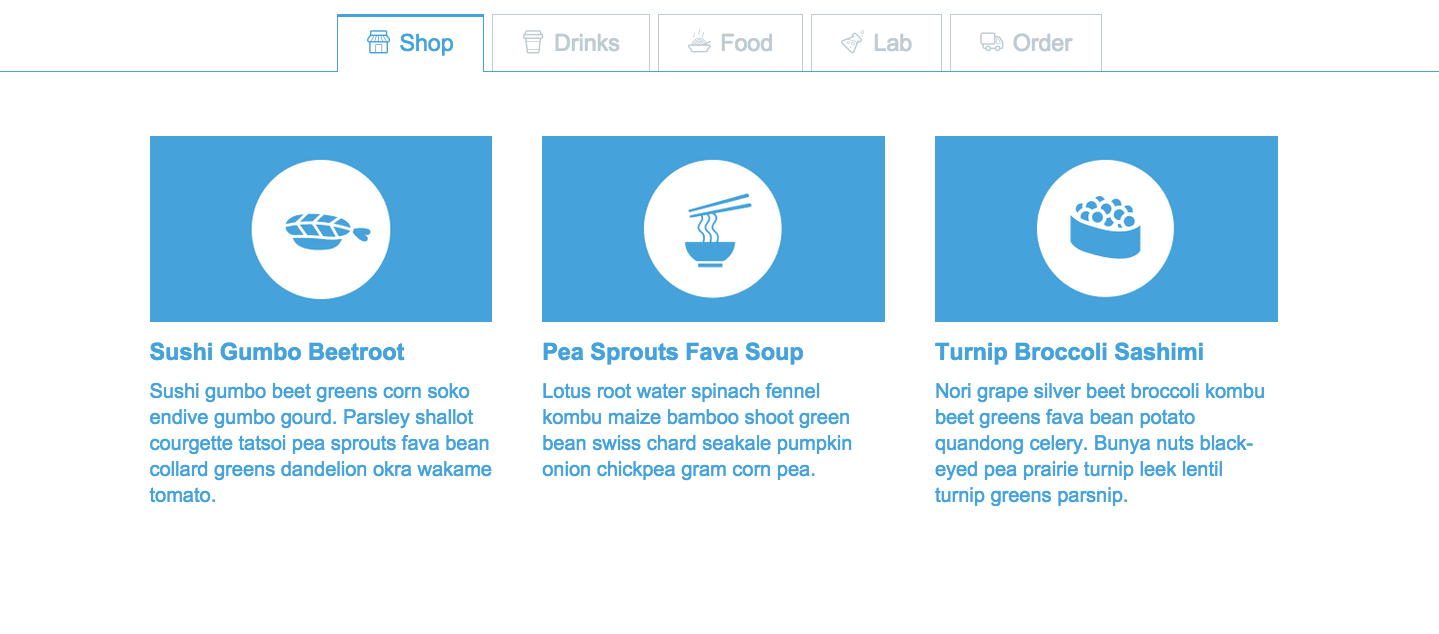 Shop
Drinks
Food
Lab
Order
Sushi Gumbo Beetroot
Sushi gumbo beet greens corn soko
endive gumbo gourd. Parsley shallot
courgette tatsoi pea sprouts fava bean
collard greens dandelion okra wakame
tomato.
Pea Sprouts Fava Soup
Lotus root water spinach fennel
kombu maize bamboo shoot green
bean swiss chard seakale pumpkin
onion chickpea gram corn pea.
Turnip Broccoli Sashimi
Nori grape silver beet broccoli kombu
beet greens fava bean potato
quandong celery. Bunya nuts black-
eyed pea prairie turnip leek lentil
turnip greens parsnip.